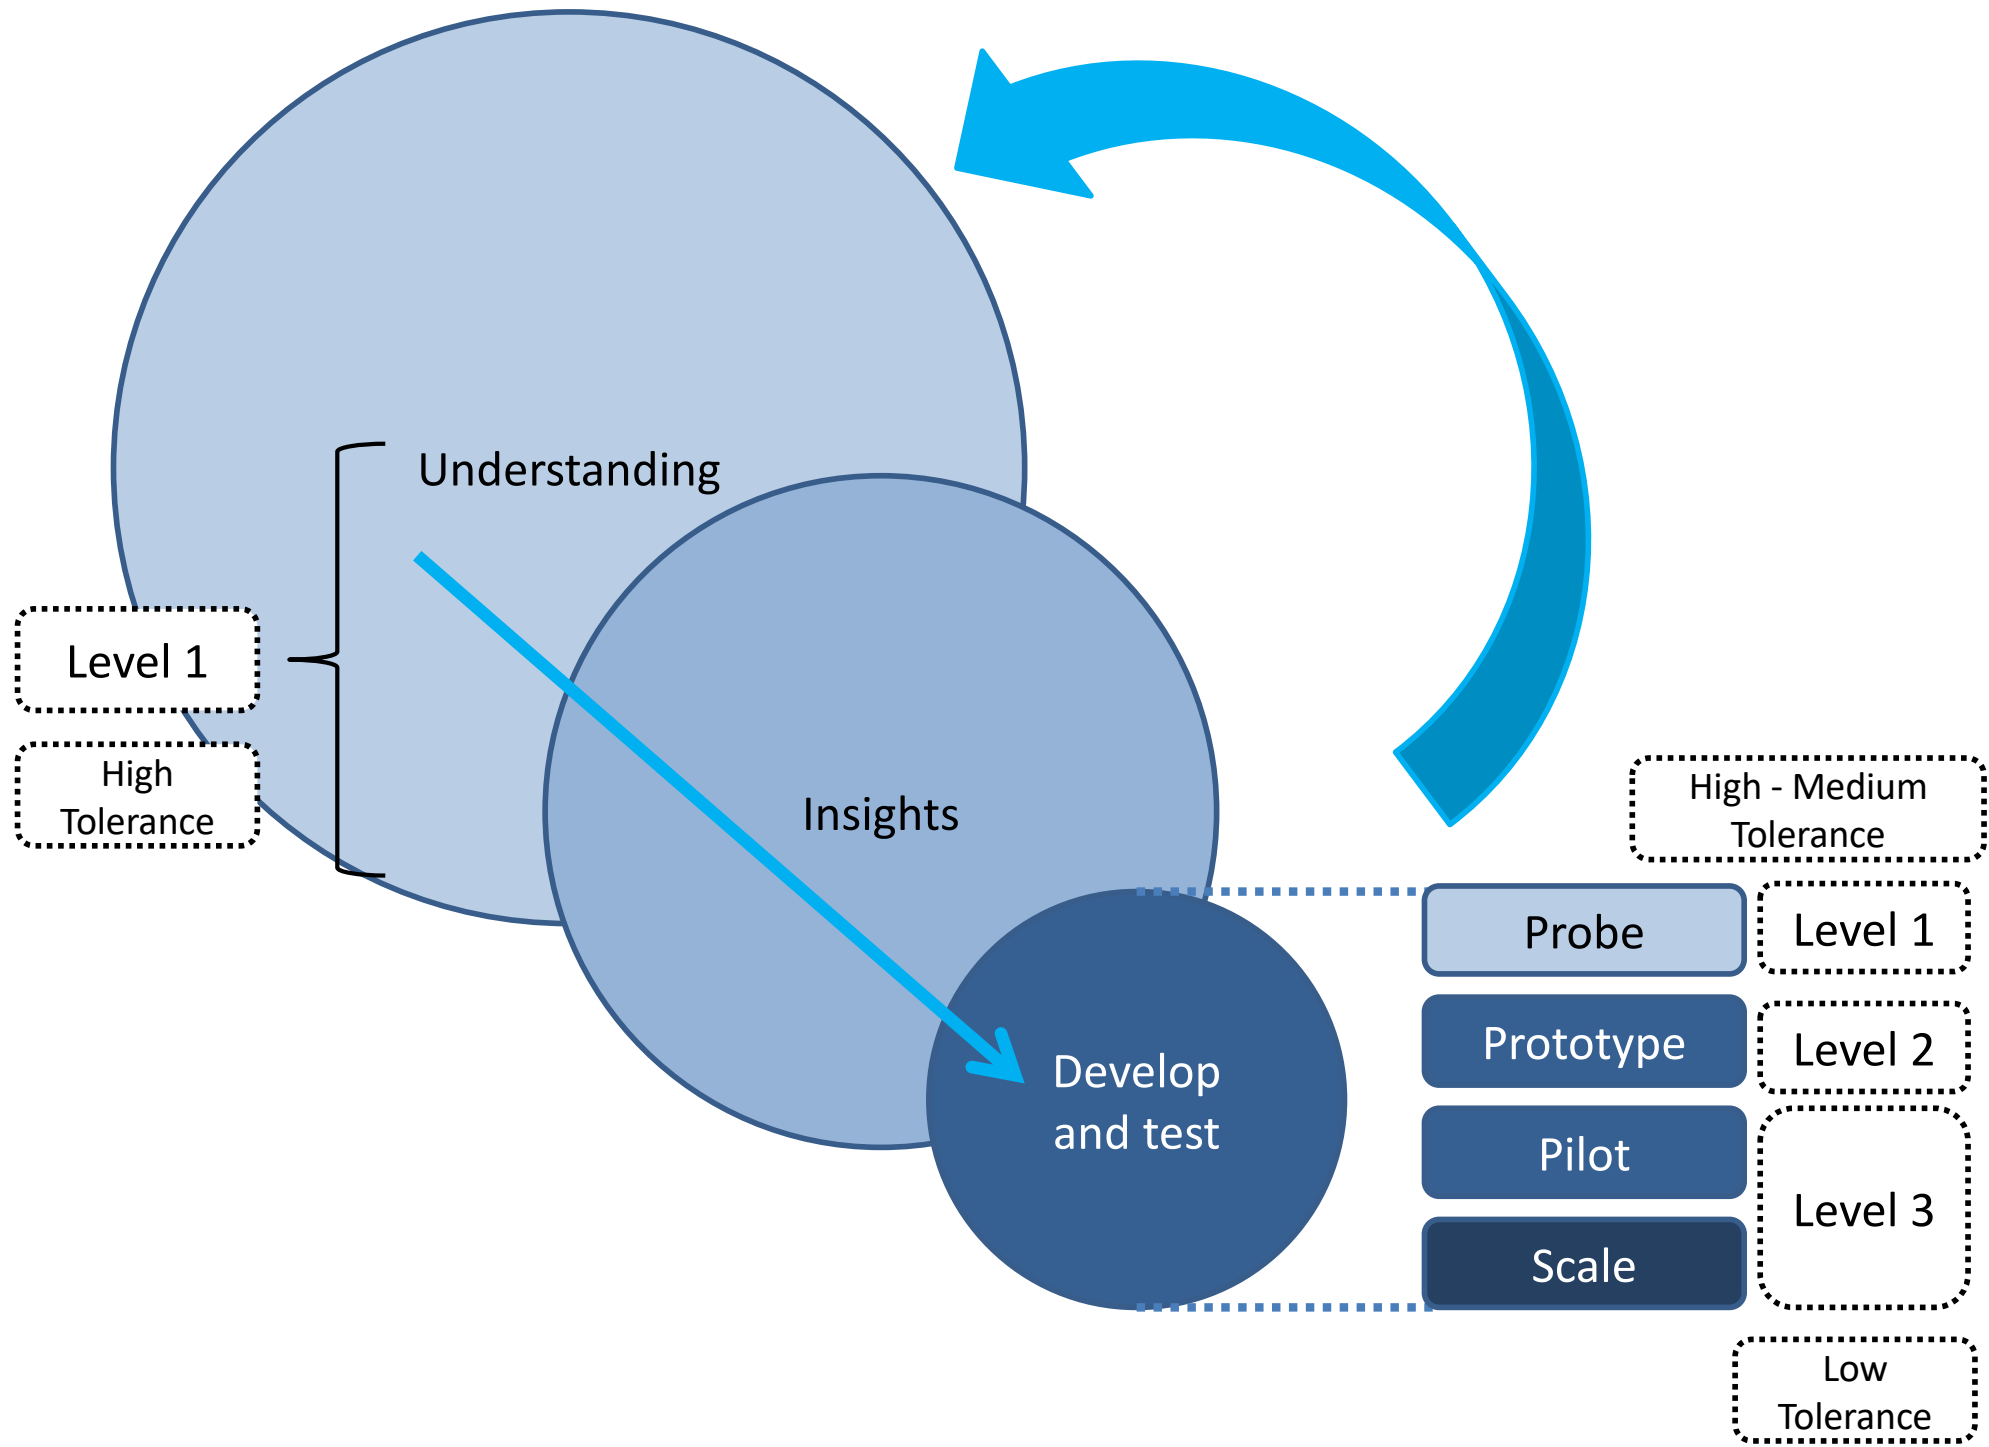 Understanding
Level 1
High
Tolerance
Insights
Develop
and test
High - Medium
Tolerance
Probe
Level 1
Prototype
Level 2
Pilot
Level 3
Scale
Low
Tolerance